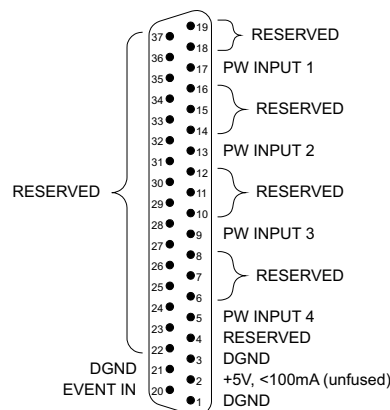 19
37
18
RESERVED
36
17 PW INPUT 1
35
16
34
15
RESERVED
33
14
32
13 PW INPUT 2
31
12
30
11
RESERVED
RESERVED
29
10
28
9 PW INPUT 3
27
8
26
7
RESERVED
25
6
24
5 PW INPUT 4
23
4 RESERVED
22
3 DGND
DGND 21
2 +5V, <100mA (unfused)
EVENT IN 20
1 DGND